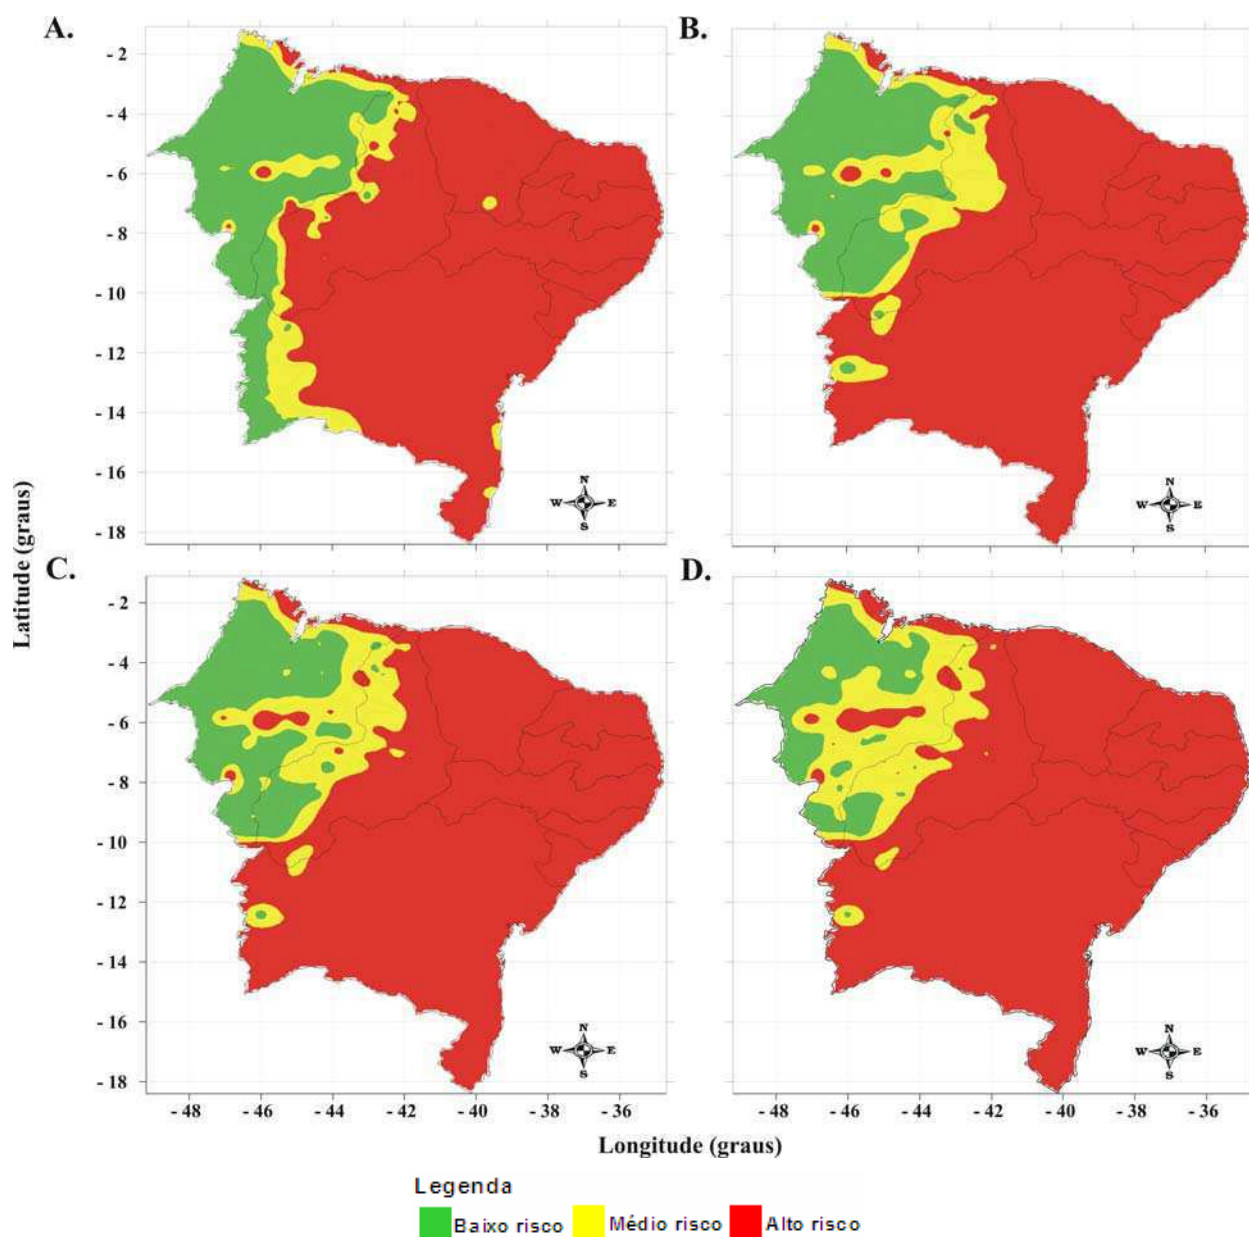 A.
B.
- 2
- 4
- 6
- 8
- 10
- 12
- 14
- 16
- 18
N
W E
S
N
W E
S
Latitude (graus)
C.
D.
- 2
- 4
- 6
- 8
- 10
- 12
- 14
- 16
- 18
N
W E
S
N
W E
S
- 48 - 46 - 44 - 42 - 39 - 36
- 48 - 46 - 44 - 42 - 40 - 38 - 36
Longitude (graus)
Legenda
Baixo risco Médio risco Alto risco